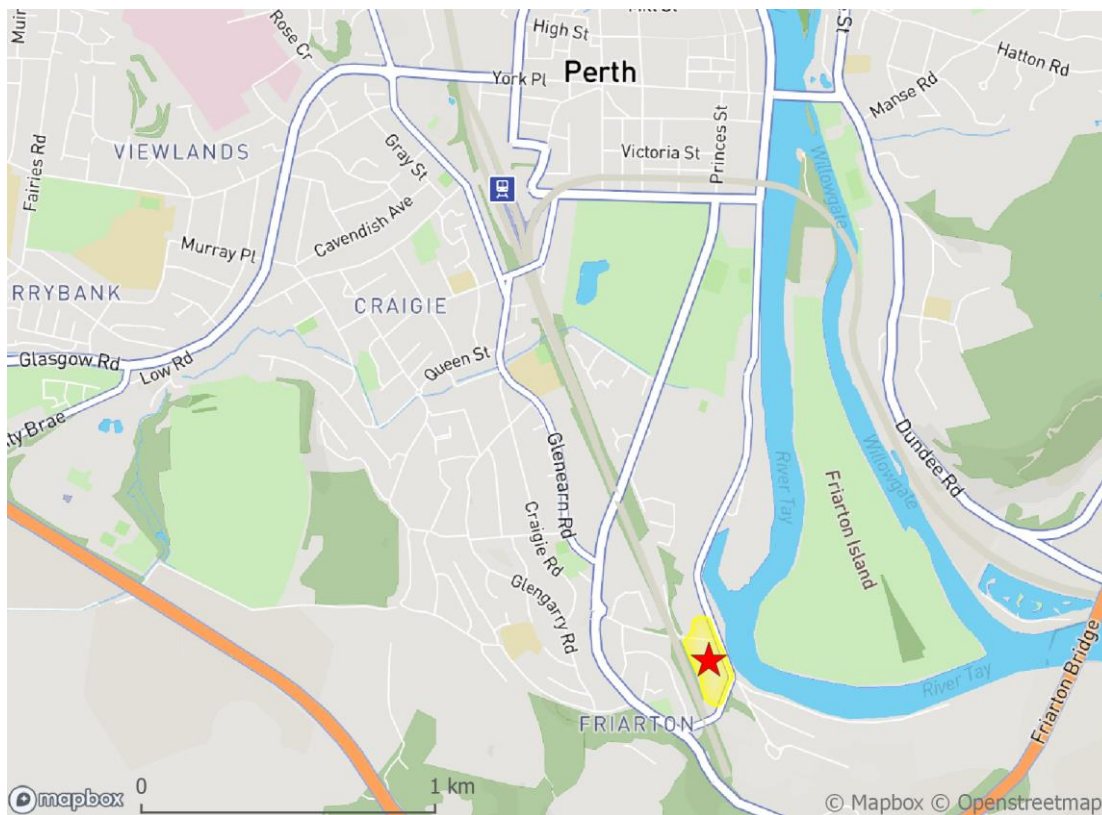 High St
Rose Cr
York Pl
Perth
Hatton Rd
Manse Rd
Fairies Rd
VIEWLANDS
Gray St
Victoria St
Princes St
Willowgate
Murray Pl
Cavendish Ave
RRYBANK
CRAIGIE
Glasgow Rd
Low Rd
Queen St
ty Brae
Glenearn Rd
Craigie Rd
Glengarry Rd
River Tay
Friarton Island
Willowgate
Dundee Rd
FRIARTON
River Tay
Friarton Bridge
mapbox
0
1 km
© Mapbox © Openstreetmap